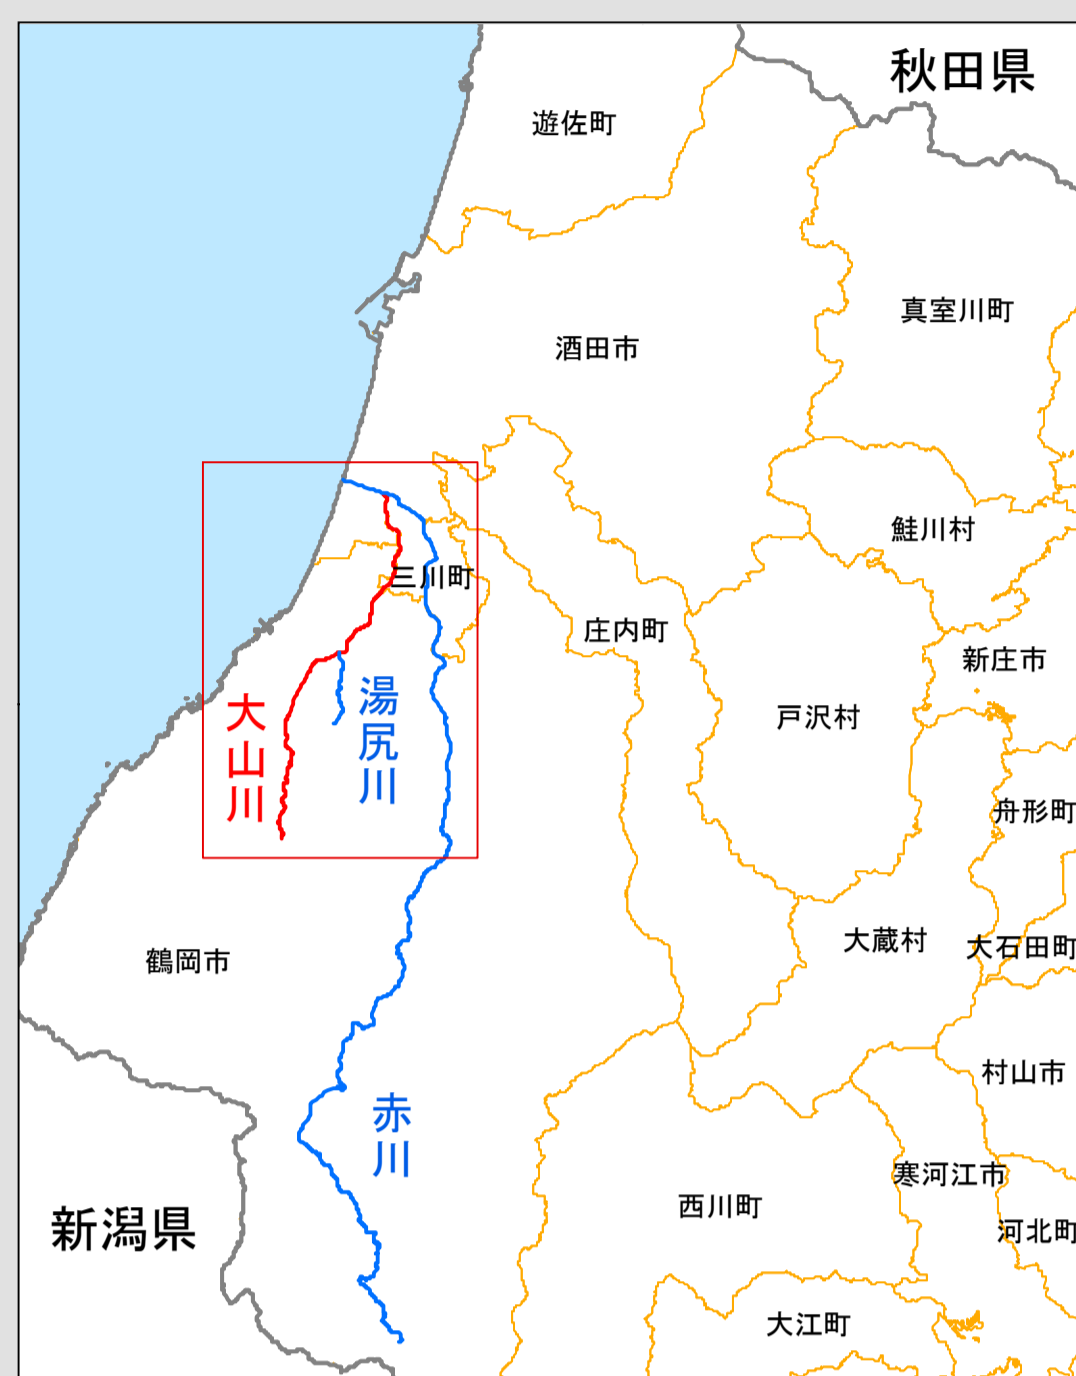 秋田県
遊佐町
真室川町
酒田市
鮭川村
三川町
庄内町
新庄市
戸沢村
湯尻川
大山川
舟形町
大蔵村
大石田町
鶴岡市
村山市
赤川
寒河江市
西川町
新潟県
河北町
大江町